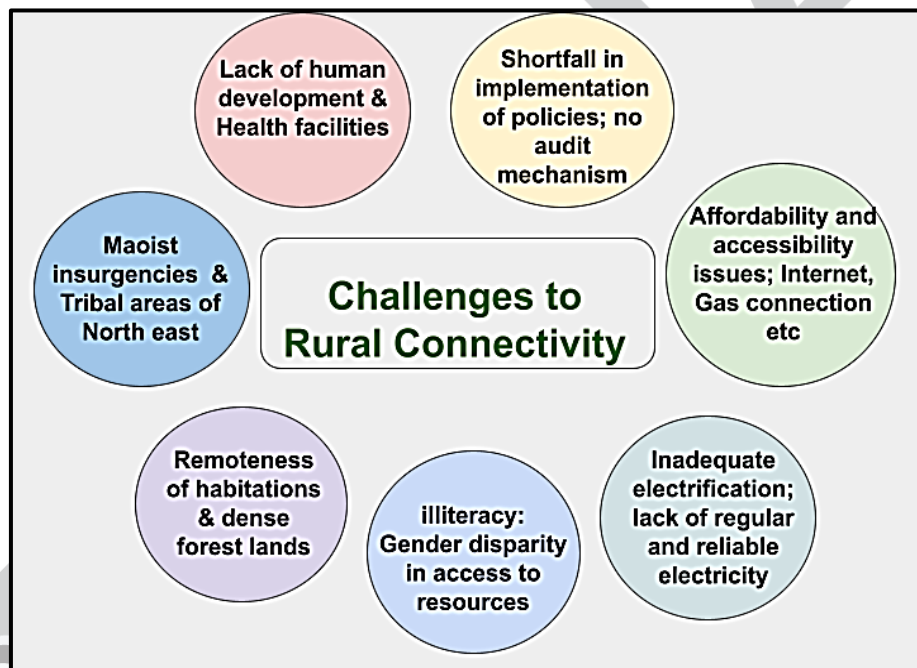 Challenges to
Rural Connectivity
Lack of human
development &
Health facilities
Shortfall in
implementation
of policies; no
audit
mechanism
Affordability and
accessibility
issues; Internet,
Gas connection
etc
Inadequate
electrification;
lack of regular
and reliable
electricity
illiteracy:
Gender disparity
in access to
resources
Remoteness
of habitations
& dense
forest lands
Maoist
insurgencies &
Tribal areas of
North east